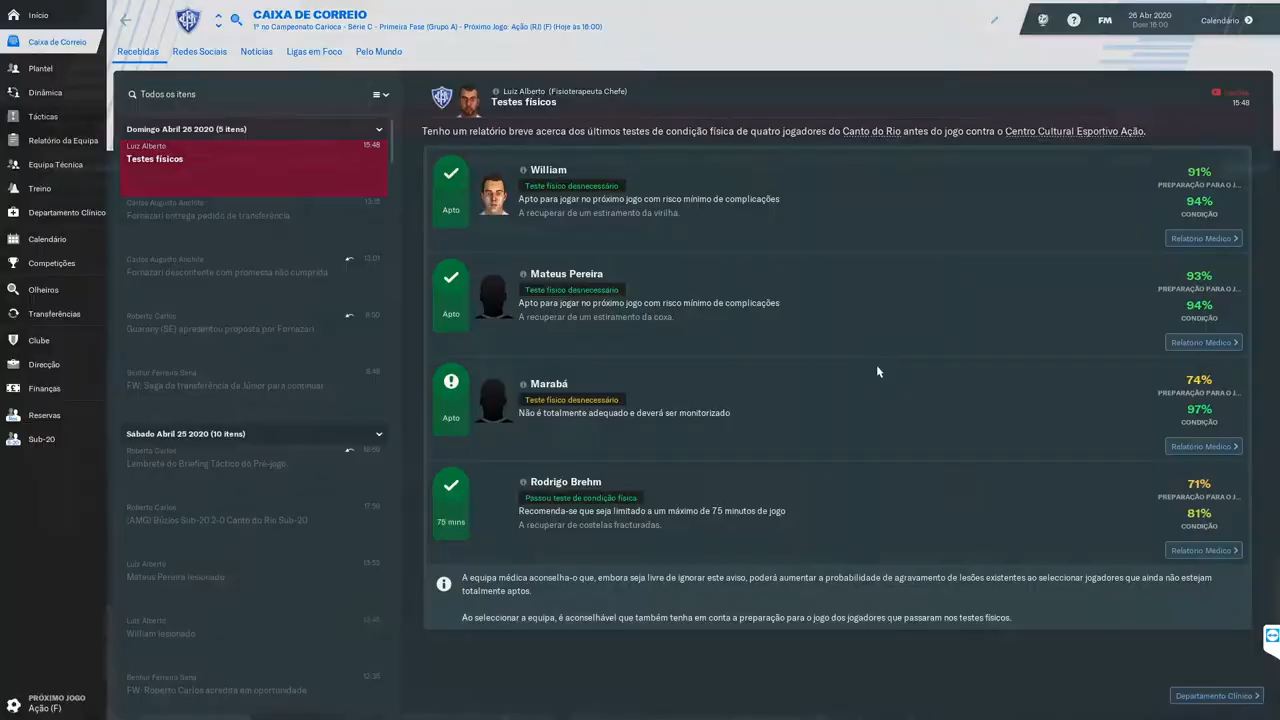 Início
Caixa de Correio
Plantel
Dinâmica
Tácticas
Relatório da Equipa
Equipa Técnica
Treino
Departamento Clínico
Calendário
Competições
Olheiros
Transferências
Clube
Direcção
Finanças
Reservas
Sub-20
PRÓXIMO JOGO
Ação (F)
CAIXA DE CORREIO
1º no Campeonato Carioca - Série C - Primeira Fase (Grupo A) - Próximo Jogo: Ação (RJ) (F) (Hoje às 16:00)
FM
26 Abr 2020
Dom 16:00
Calendário
Recebidas
Redes Sociais
Notícias
Ligas em Foco
Pelo Mundo
Todos os itens
Domingo Abril 26 2020 (5 itens)
Luiz Alberto 15:48
Testes físicos
Carlos Augusto Anchite
Fornazari entrega pedido de transferência
Carlos Augusto Anchite 13:01
Fornazari descontente com promessa não cumprida
Roberto Carlos 8:50
Guarany (SE) apresentou proposta por Fornazari
8:48
FW: Saga da transferência de Júnior para continuar
Sábado Abril 25 2020 (10 itens)
Roberto Carlos
Lembrete do Briefing Táctico do Pré-jogo.
Roberto Carlos 17:59
(AMG) Búzios Sub-20 2-0 Canto do Rio Sub-20
Luiz Alberto 13:53
Mateus Pereira lesionado
Luiz Alberto
William lesionado
FW: Roberto Carlos acredita em oportunidade
Luiz Alberto (Fisioterapeuta Chefe)
Testes físicos
15:48
Tenho um relatório breve acerca dos últimos testes de condição física de quatro jogadores do Canto do Rio antes do jogo contra o Centro Cultural Esportivo Ação.
Apto
William
Teste físico desnecessário
Apto para jogar no próximo jogo com risco mínimo de complicações
A recuperar de um estiramento da virilha.
91%
PREPARAÇÃO PARA O J...
94%
CONDIÇÃO
Relatório Médico
Apto
Mateus Pereira
Teste físico desnecessário
Apto para jogar no próximo jogo com risco mínimo de complicações
A recuperar de um estiramento da coxa.
93%
PREPARAÇÃO PARA O J...
94%
CONDIÇÃO
Relatório Médico
Apto
Marabá
Teste físico desnecessário
Não é totalmente adequado e deverá ser monitorizado
74%
PREPARAÇÃO PARA O J...
97%
CONDIÇÃO
Relatório Médico
75 mins
Rodrigo Brehm
Passou teste de condição física.
Recomenda-se que seja limitado a um máximo de 75 minutos de jogo
A recuperar de costelas fracturadas.
71%
PREPARAÇÃO PARA O J...
81%
CONDIÇÃO
Relatório Médico
A equipa médica aconselha-o que, embora seja livre de ignorar este aviso, poderá aumentar a probabilidade de agravamento de lesões existentes ao seleccionar jogadores que ainda não estejam
totalmente aptos.
Ao seleccionar a equipa, é aconselhável que também tenha em conta a preparação para o jogo dos jogadores que passaram nos testes físicos.
Departamento Clínico